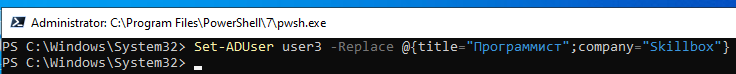 Administrator: C:\Program Files\PowerShell\7\pwsh.exe
PS C:\Windows\System32> Set-ADUser user3 -Replace @{title="Программист";company="Skillbox"}
PS C:\Windows\System32>